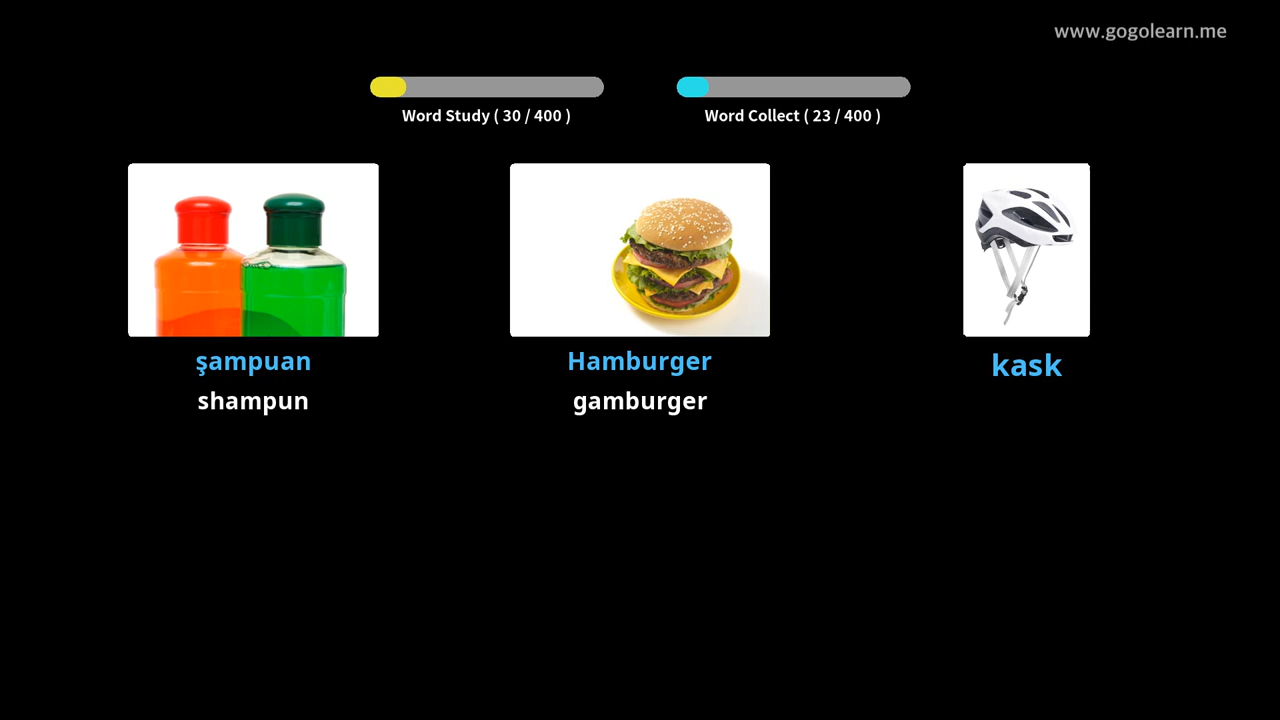 www.gogolearn.me
Word Study ( 30 / 400 )
Word Collect ( 23 / 400 )
şampuan
Hamburger
kask
shampun
gamburger